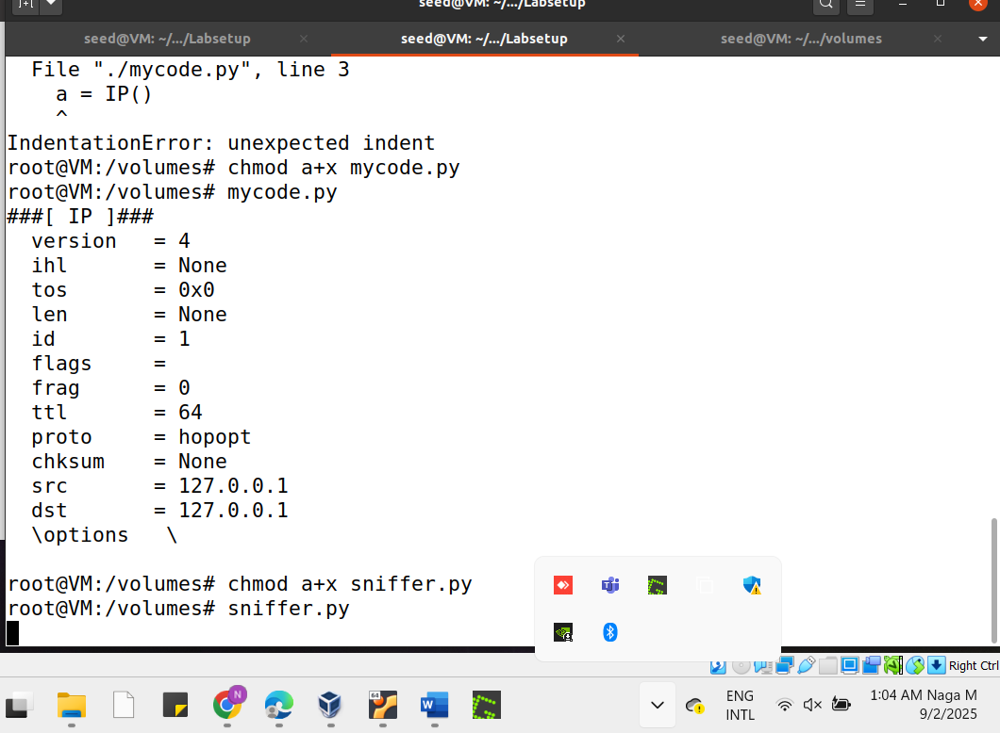 seed@VM: ~/.../Labsetup
seed@VM: ~/.../Labsetup
seed@VM: ~/.../Labsetup
seed@VM: ~/.../volumes
File "./mycode.py", line 3
a = IP()
^
IndentationError: unexpected indent
root@VM:/volumes# chmod a+x mycode.py
root@VM:/volumes# mycode.py
###[ IP ]###
version = 4
ihl = None
tos = 0x0
len = None
id = 1
flags =
frag = 0
ttl = 64
proto = hopopt
chksum = None
src = 127.0.0.1
dst = 127.0.0.1
\options \
root@VM:/volumes# chmod a+x sniffer.py
root@VM:/volumes# sniffer.py
Right Ctrl
N
64
W
ENG
INTL
1:04 AM Naga M
9/2/2025